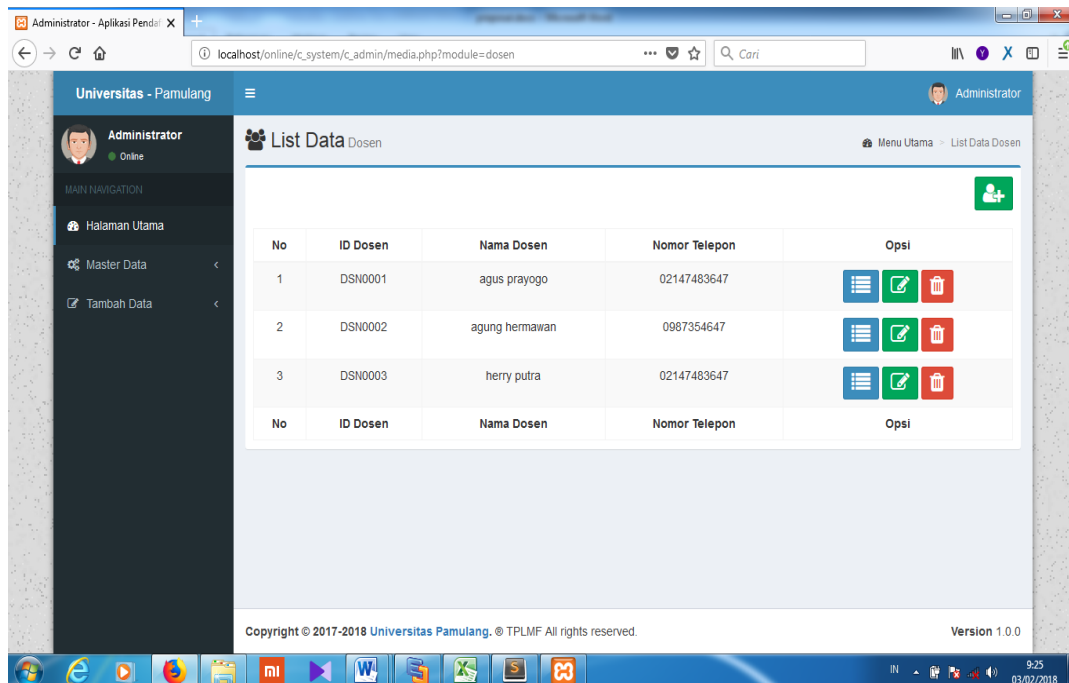 Administrator - Aplikasi Pendaf
localhost/online/c_system/c_admin/media.php?module=dosen
Cari
Universitas - Pamulang
Administrator
Administrator
Online
List Data Dosen
Menu Utama > List Data Dosen
MAIN NAVIGATION
Halaman Utama
Master Data
Tambah Data
No ID Dosen Nama Dosen Nomor Telepon Opsi
1 DSN0001 agus prayogo 02147483647
2 DSN0002 agung hermawan 0987354647
3 DSN0003 herry putra 02147483647
No ID Dosen Nama Dosen Nomor Telepon Opsi
Copyright © 2017-2018 Universitas Pamulang. ® TPLMF All rights reserved.
Version 1.0.0
IN
9:25
03/02/2018